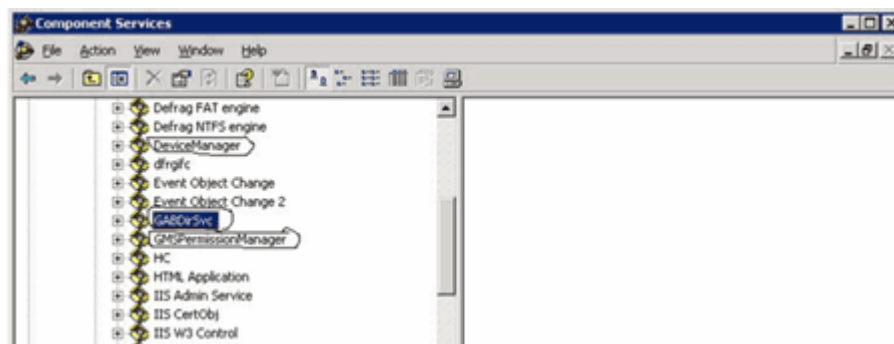 Component Services
File Action View Window Help
Defrag FAT engine
Defrag NTFS engine
DeviceManager
dfrgifc
Event Object Change
Event Object Change 2
GABDirSvc
GMSPermissionManager
HC
HTML Application
IIS Admin Service
IIS CertObj
IIS W3 Control